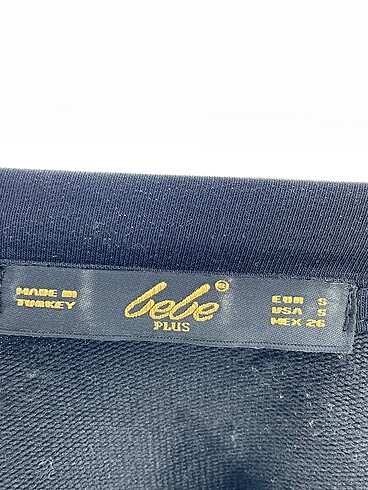 MADE IN
TURKEY
bebe®
PLUS
EUR S
USA S
MEX 26